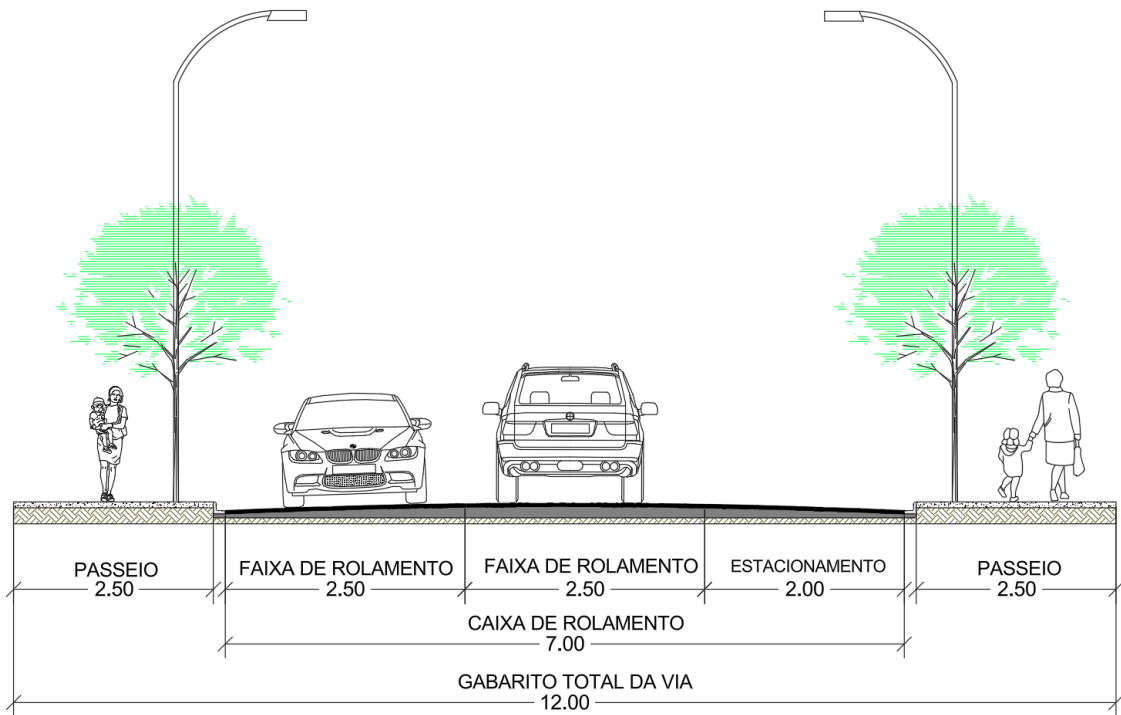 PASSEIO
2.50
FAIXA DE ROLAMENTO
2.50
FAIXA DE ROLAMENTO
2.50
ESTACIONAMENTO
2.00
PASSEIO
2.50
CAIXA DE ROLAMENTO
7.00
GABARITO TOTAL DA VIA
12.00